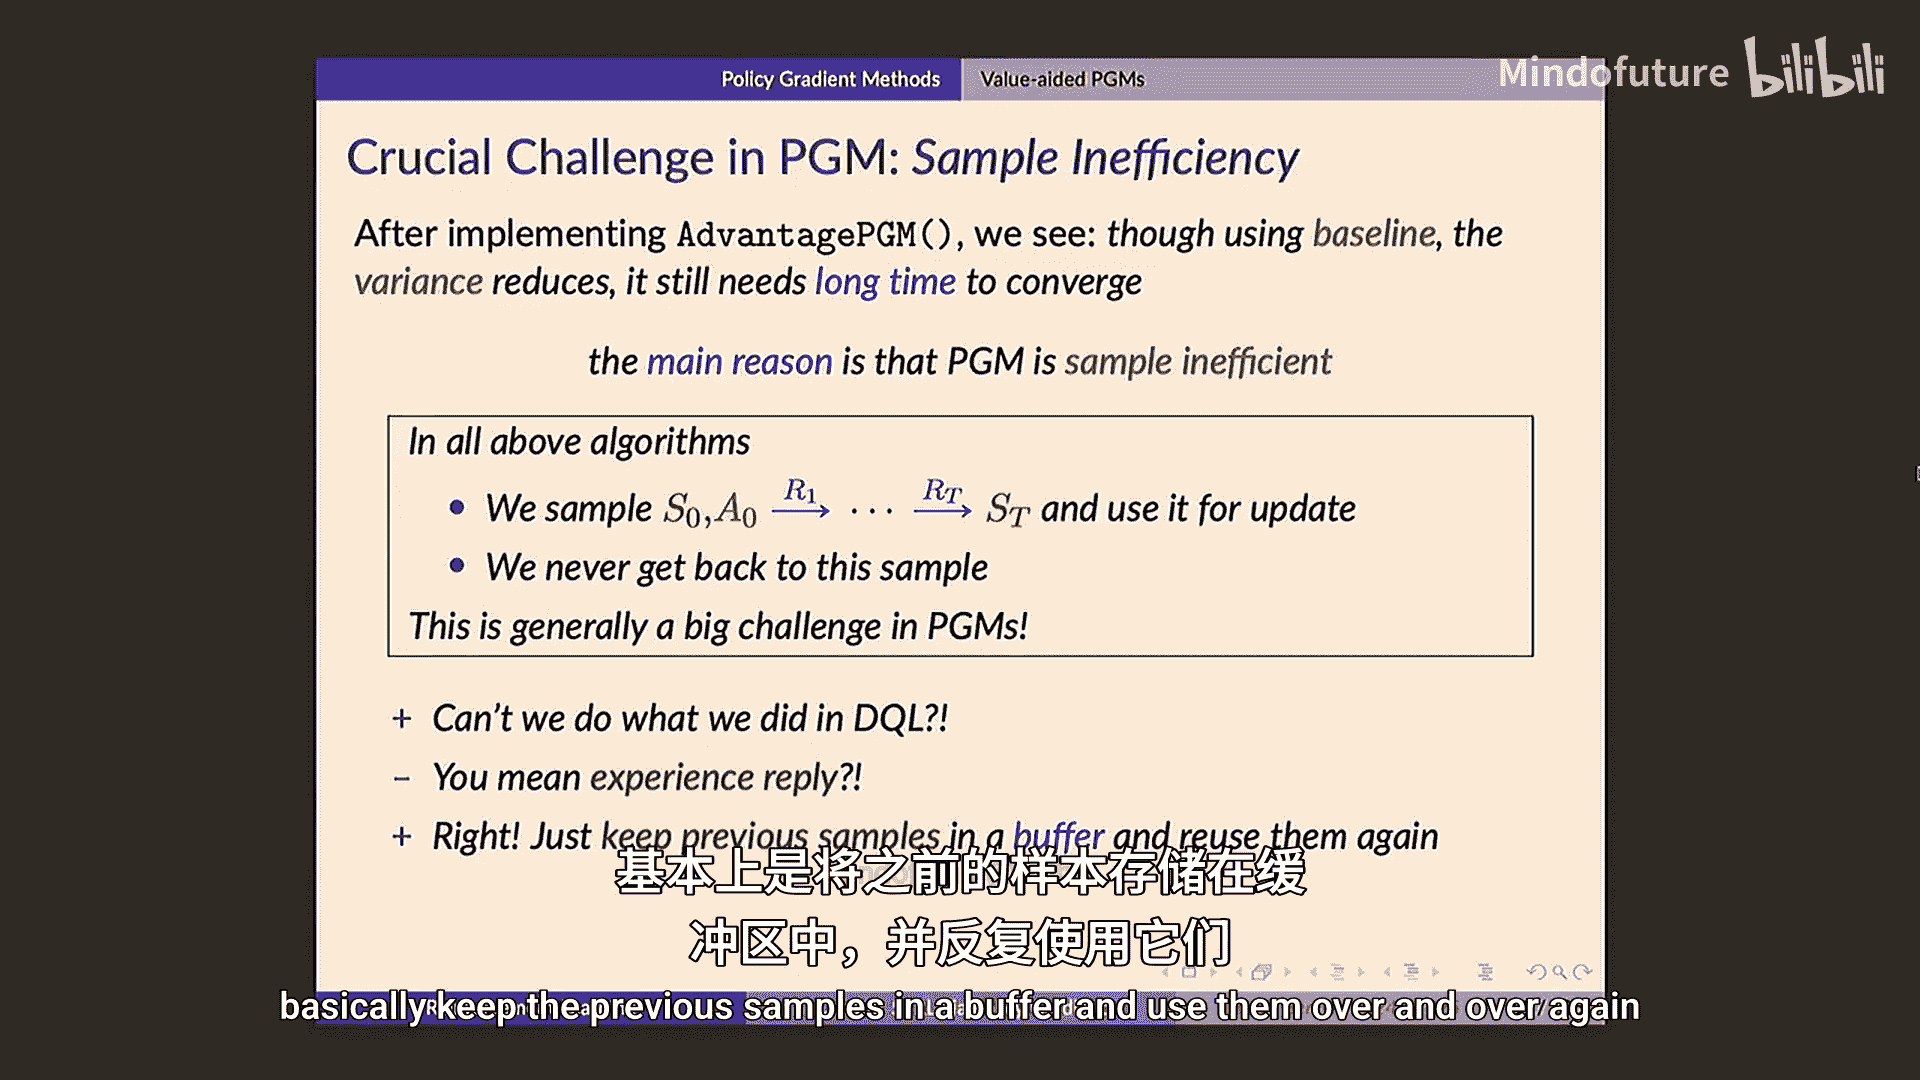 Policy Gradient Methods
Value-aided PGMs
Mindofuture bilibili
Crucial Challenge in PGM: Sample Inefficiency
After implementing AdvantagePGM(), we see: though using baseline, the
variance reduces, it still needs long time to converge
the main reason is that PGM is sample inefficient
In all above algorithms
• We sample S₀,A₀ —R₁→ ⋯ —R_T→ S_T and use it for update
• We never get back to this sample
This is generally a big challenge in PGMs!
+ Can't we do what we did in DQL?!
– You mean experience reply?!
+ Right! Just keep previous samples in a buffer and reuse them again
基本上是将之前的样本存储在缓
冲区中，并反复使用它们
basically keep the previous samples in a buffer and use them over and over again